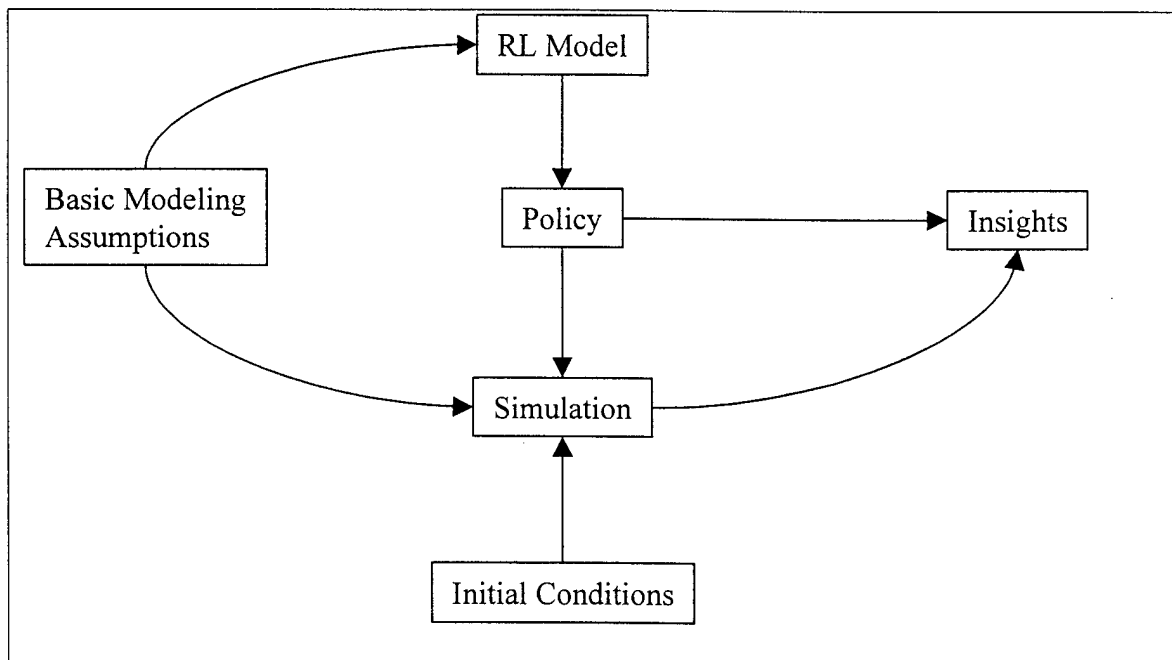 RL Model
Basic Modeling
Assumptions
Policy
Insights
Simulation
Initial Conditions